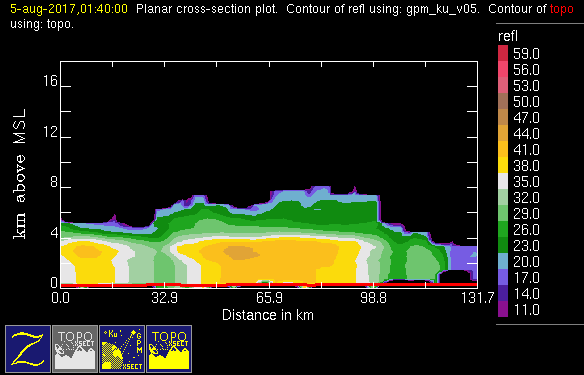 5-aug-2017,01:40:00 Planar cross-section plot. Contour of refl using: gpm_ku_v05. Contour of topo
using: topo.
refl
59.0
56.0
53.0
50.0
47.0
44.0
41.0
38.0
35.0
32.0
29.0
26.0
23.0
20.0
17.0
14.0
11.0
km above MSL
16
12
8
4
0
0.0 32.9 65.9 98.8 131.7
Distance in km
Z
TOPO
XSECT
"Ku"
GPM
XSECT
TOPO
XSECT